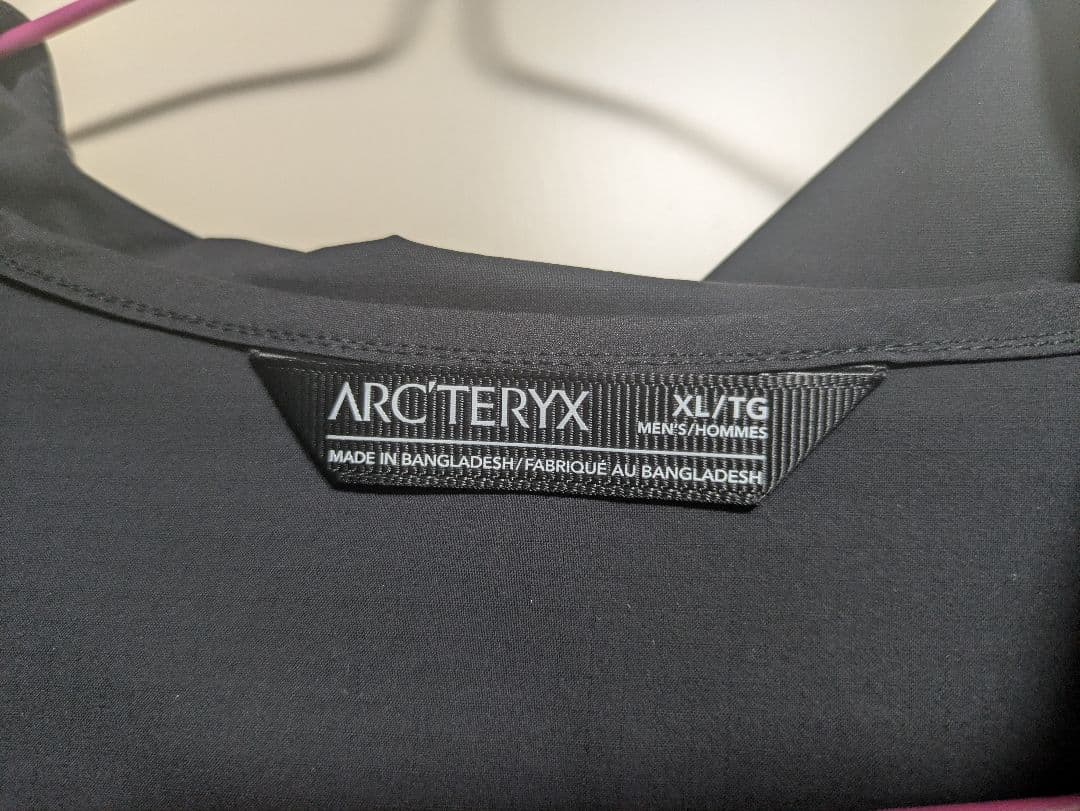 ARC'TERYX XL/TG
MEN'S/HOMMES
MADE IN BANGLADESH/FABRIQUÉ AU BANGLADESH